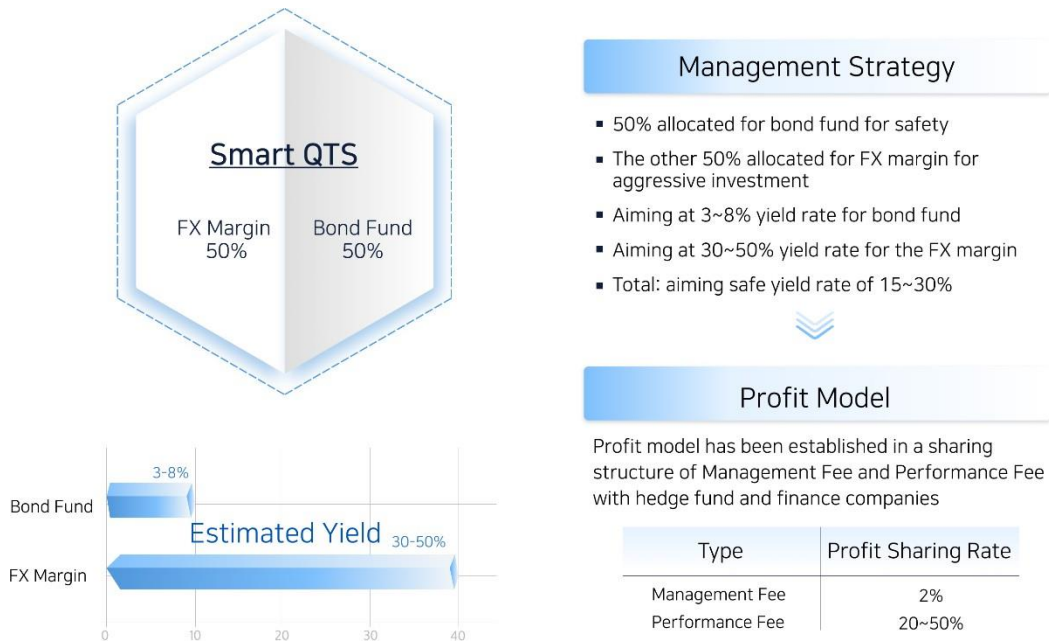 Smart QTS
FX Margin
50%
Bond Fund
50%
Management Strategy
▪ 50% allocated for bond fund for safety
▪ The other 50% allocated for FX margin for
aggressive investment
▪ Aiming at 3~8% yield rate for bond fund
▪ Aiming at 30~50% yield rate for the FX margin
▪ Total: aiming safe yield rate of 15~30%
Profit Model
Profit model has been established in a sharing
structure of Management Fee and Performance Fee
with hedge fund and finance companies
Type Profit Sharing Rate
Management Fee 2%
Performance Fee 20~50%
3-8%
Bond Fund
Estimated Yield
30-50%
FX Margin
0 10 20 30 40